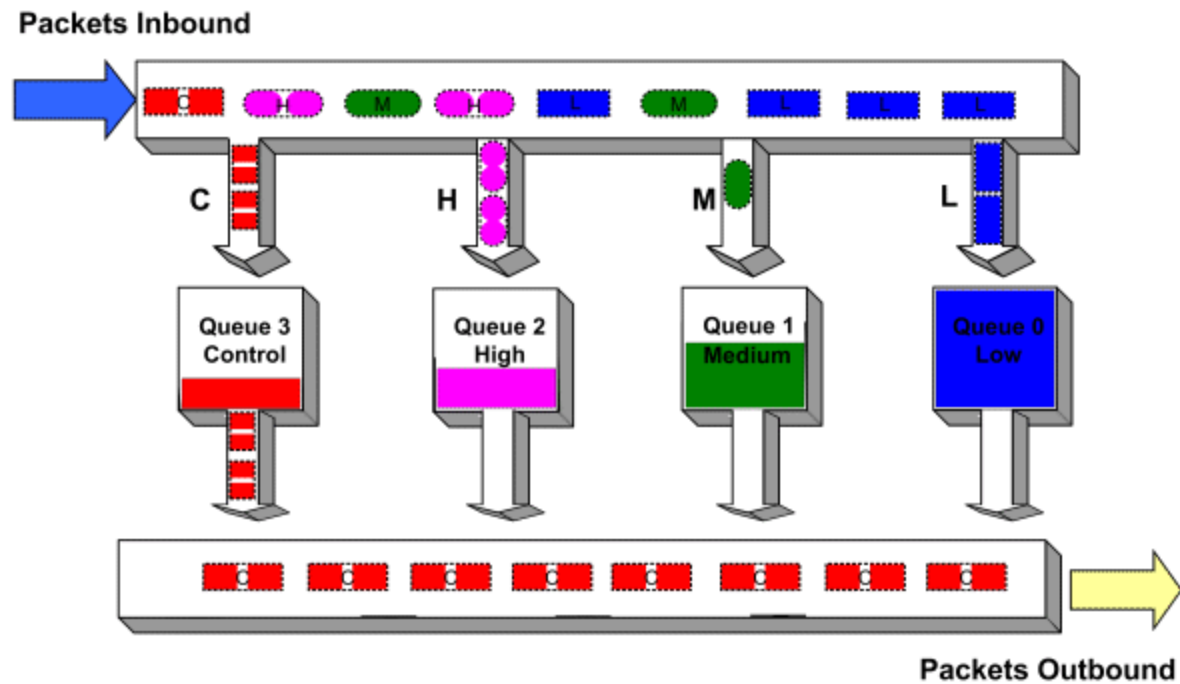 Packets Inbound
C H M H L M L L L
C H M L
Queue 3 Queue 2 Queue 1 Queue 0
Control High Medium Low
C C C C C C C C
Packets Outbound